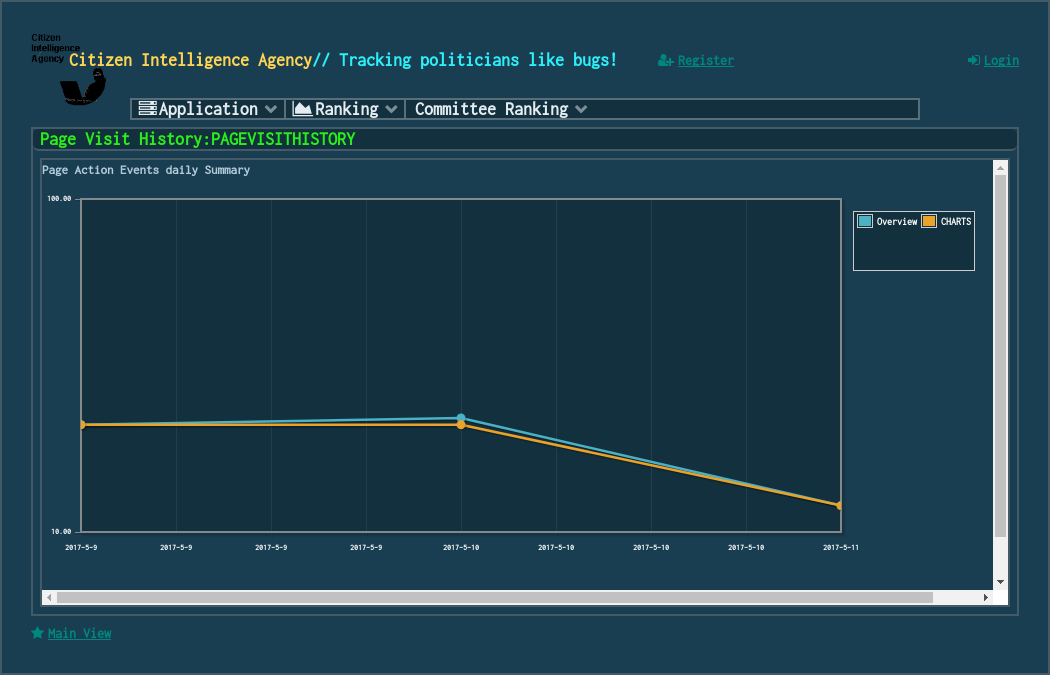 Citizen
Intelligence
Agency
Citizen Intelligence Agency// Tracking politicians like bugs!
Register
Login
Application
Ranking
Committee Ranking
Page Visit History:PAGEVISITHISTORY
Page Action Events daily Summary
100.00
Overview
CHARTS
10.00
2017-5-9 2017-5-9 2017-5-9 2017-5-9 2017-5-10 2017-5-10 2017-5-10 2017-5-10 2017-5-11
Main View